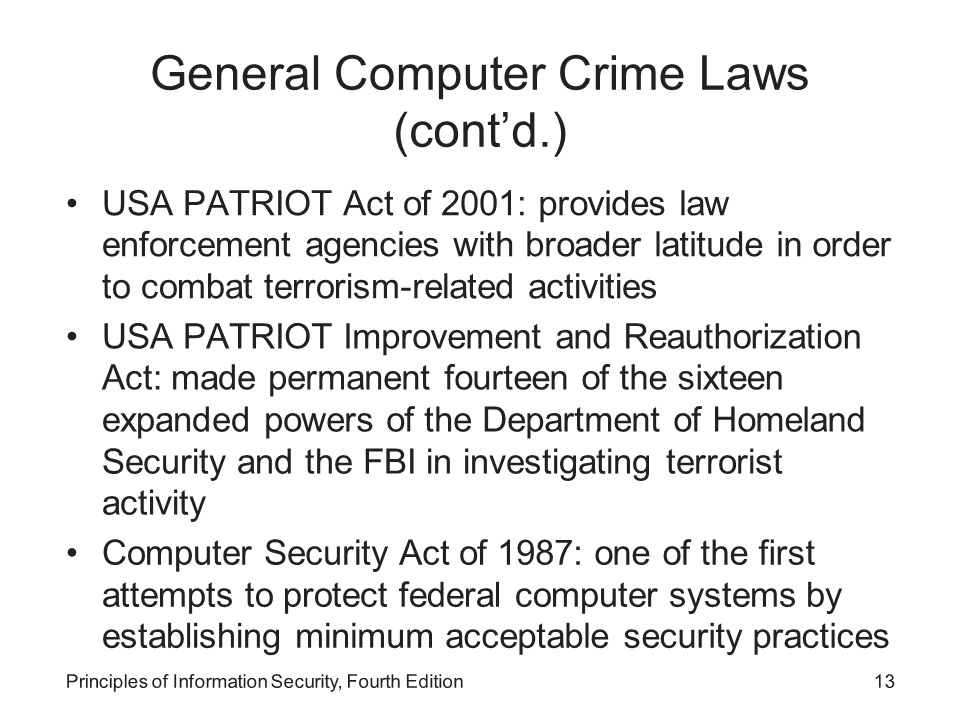 General Computer Crime Laws
(cont’d.)
• USA PATRIOT Act of 2001: provides law
enforcement agencies with broader latitude in order
to combat terrorism-related activities
• USA PATRIOT Improvement and Reauthorization
Act: made permanent fourteen of the sixteen
expanded powers of the Department of Homeland
Security and the FBI in investigating terrorist
activity
• Computer Security Act of 1987: one of the first
attempts to protect federal computer systems by
establishing minimum acceptable security practices
Principles of Information Security, Fourth Edition 13